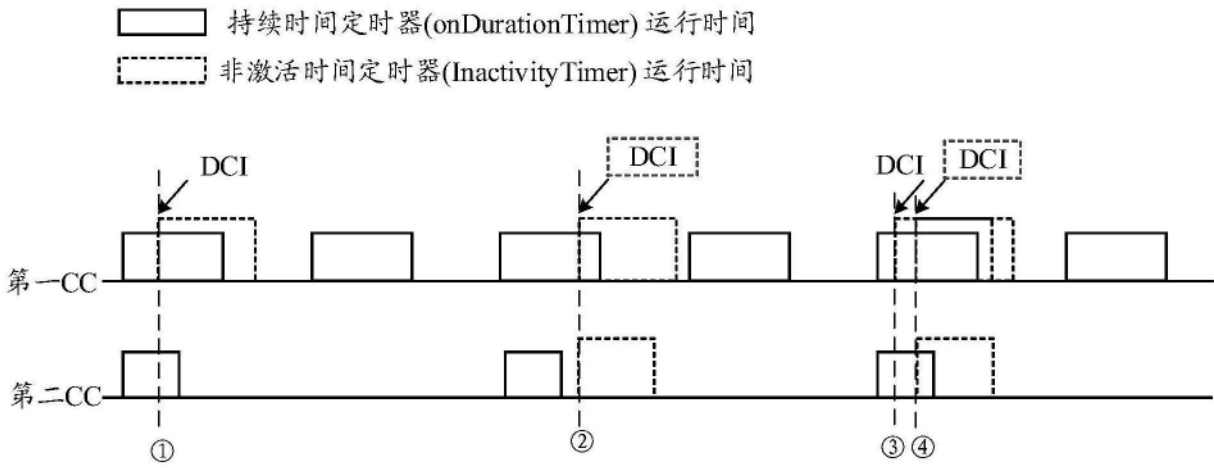 持续时间定时器(onDurationTimer) 运行时间
非激活时间定时器(InactivityTimer) 运行时间
DCI
DCI
DCI
DCI
第一CC
第二CC
①
②
③
④